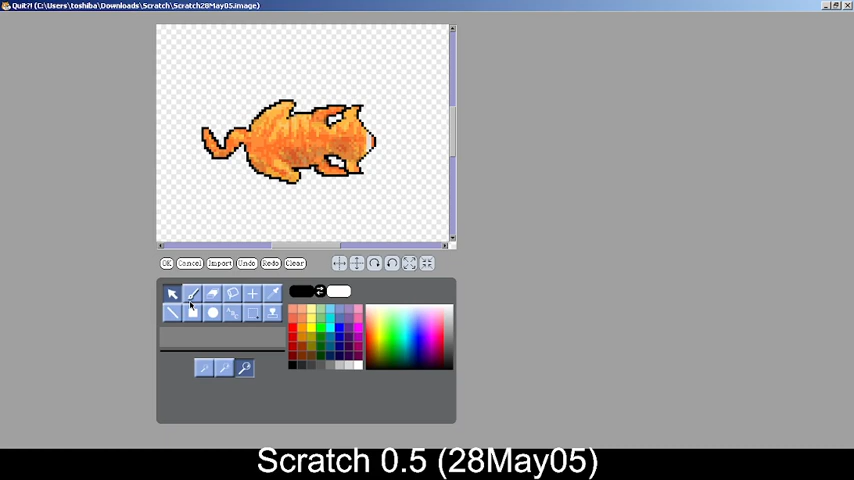 Quit?! (C:\Users\toshiba\Downloads\Scratch\Scratch28May05.image)
OK Cancel Import Undo Redo Clear
Scratch 0.5 (28May05)